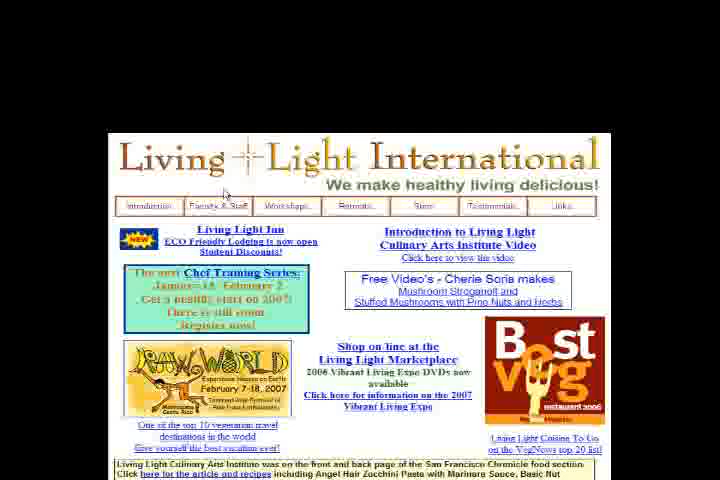 Living Light International
We make healthy living delicious!
Introduction Faculty & Staff Workshops Retreats Store Testimonials Links
NEW
Living Light Inn
ECO Friendly Lodging is now open
Student Discounts!
Introduction to Living Light
Culinary Arts Institute Video
Click here to view the video
The next Chef Training Series:
January 18 - February 2
Get a healthy start on 2007!
There is still room
Register now!
Free Video's - Cherie Soria makes
Mushroom Stroganoff and
Stuffed Mushrooms with Pine Nuts and Herbs
RAW WORLD
Experience Heaven on Earth
February 7-18, 2007
Costa Rica
One of the top 10 vegetarian travel
destinations in the world
Give yourself the best vacation ever!
Shop on-line at the
Living Light Marketplace
2006 Vibrant Living Expo DVDs now
available
Click here for information on the 2007
Vibrant Living Expo
Best
veg
restaurant 2006
Living Light Cuisine To Go
on the VegNews top 20 list!
Living Light Culinary Arts Institute was on the front and back page of the San Francisco Chronicle food section.
Click here for the article and recipes including Angel Hair Zucchini Pasta with Marinara Sauce, Basic Nut